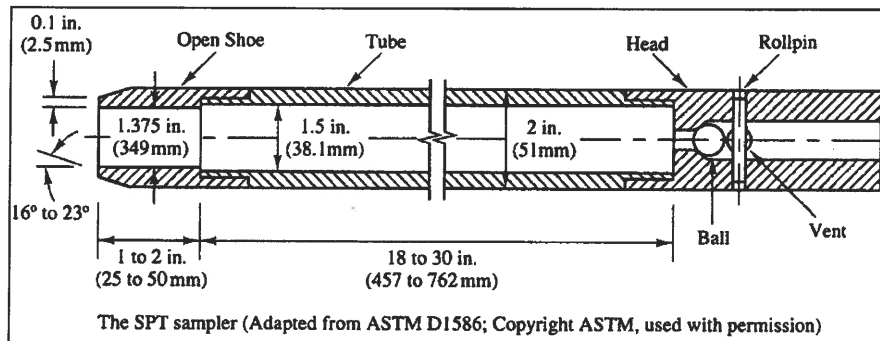 0.1 in.
(2.5mm)
Open Shoe
Tube
Head
Rollpin
1.375 in.
(349mm)
1.5 in.
(38.1mm)
2 in.
(51mm)
16° to 23°
Ball
Vent
1 to 2 in.
(25 to 50mm)
18 to 30 in.
(457 to 762mm)
The SPT sampler (Adapted from ASTM D1586; Copyright ASTM, used with permission)